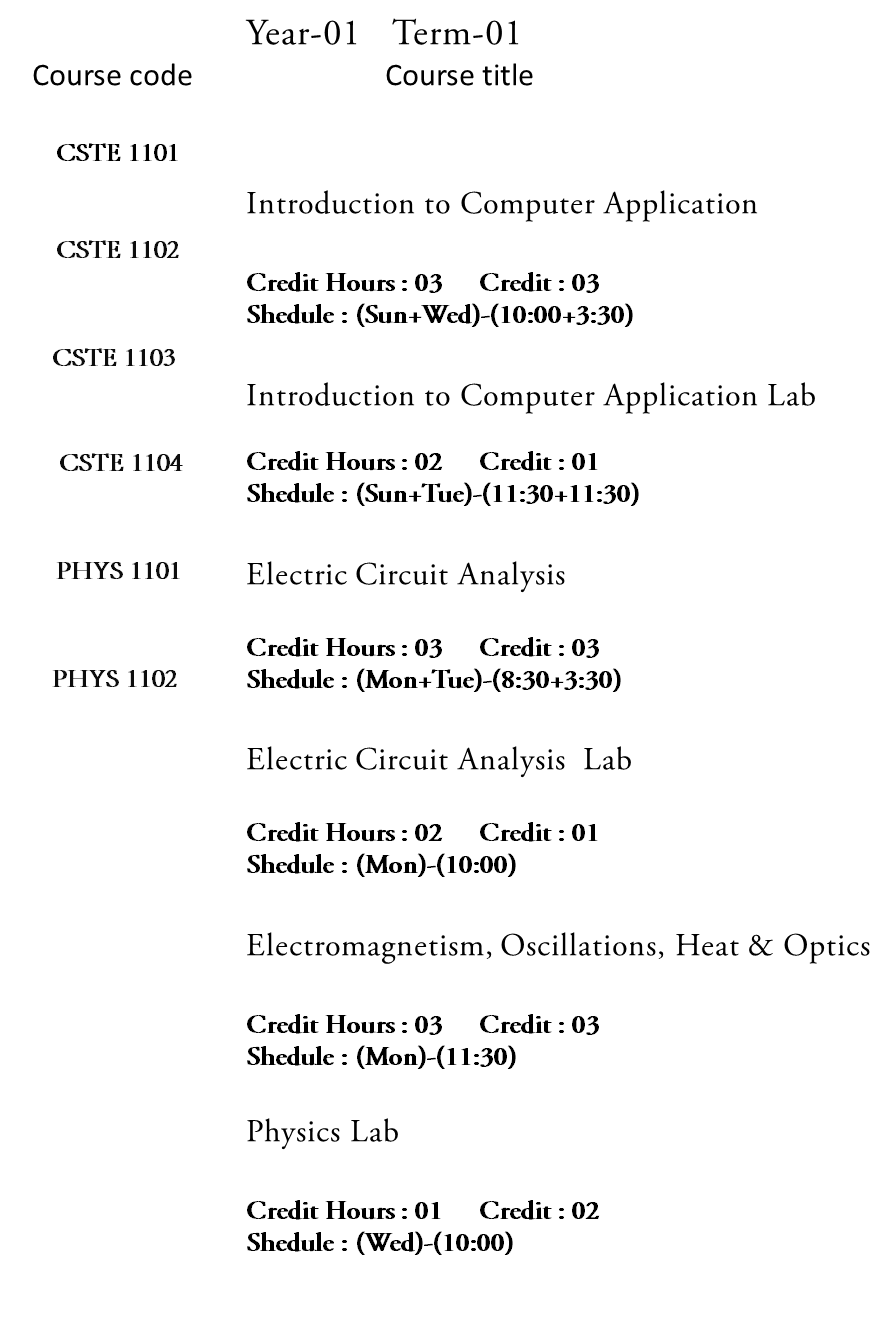 Year-01 Term-01
Course code Course title
CSTE 1101
Introduction to Computer Application
CSTE 1102
Credit Hours : 03 Credit : 03
Shedule : (Sun+Wed)-(10:00+3:30)
CSTE 1103
Introduction to Computer Application Lab
CSTE 1104 Credit Hours : 02 Credit : 01
Shedule : (Sun+Tue)-(11:30+11:30)
PHYS 1101 Electric Circuit Analysis
Credit Hours : 03 Credit : 03
PHYS 1102 Shedule : (Mon+Tue)-(8:30+3:30)
Electric Circuit Analysis Lab
Credit Hours : 02 Credit : 01
Shedule : (Mon)-(10:00)
Electromagnetism, Oscillations, Heat & Optics
Credit Hours : 03 Credit : 03
Shedule : (Mon)-(11:30)
Physics Lab
Credit Hours : 01 Credit : 02
Shedule : (Wed)-(10:00)